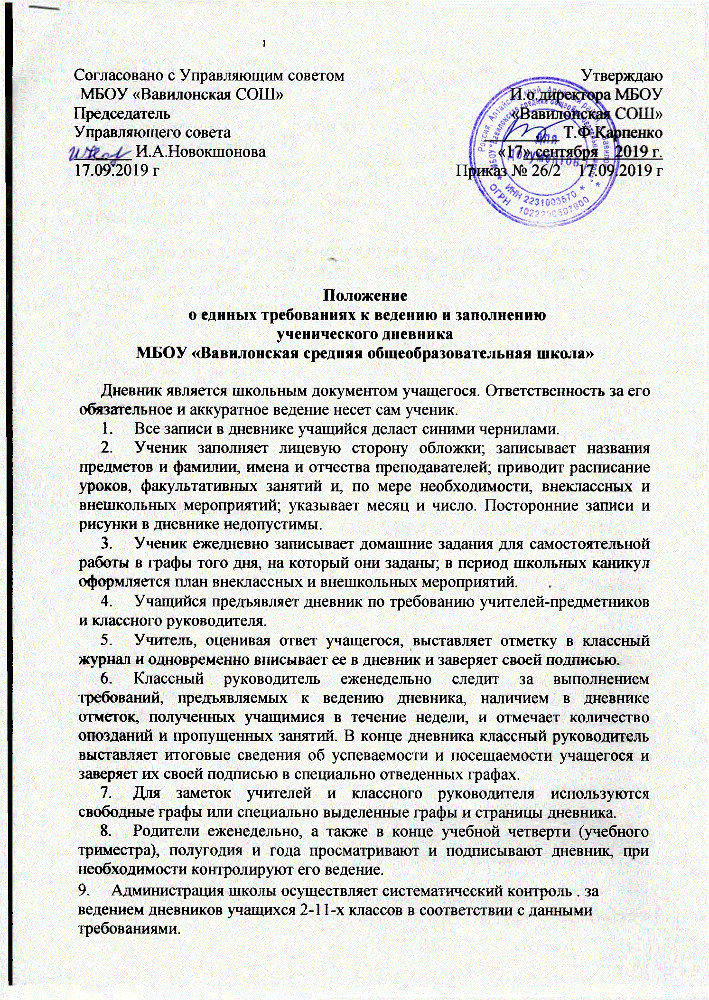 Согласовано с Управляющим советом
МБОУ «Вавилонская СОШ»
Председатель
Управляющего совета
И.А.Новокшонова
17.09.2019 г
Утверждаю
И.о.директора МБОУ
«Вавилонская СОШ»
Т.Ф.Карпенко
«17» сентября 2019 г.
Приказ № 26/2 17.09.2019 г
Для
документов
ИНН 2231003570
ОГРН
Положение
о единых требованиях к ведению и заполнению
ученического дневника
МБОУ «Вавилонская средняя общеобразовательная школа»
Дневник является школьным документом учащегося. Ответственность за его
обязательное и аккуратное ведение несет сам ученик.
1. Все записи в дневнике учащийся делает синими чернилами.
2. Ученик заполняет лицевую сторону обложки; записывает названия
предметов и фамилии, имена и отчества преподавателей; приводит расписание
уроков, факультативных занятий и, по мере необходимости, внеклассных и
внешкольных мероприятий; указывает месяц и число. Посторонние записи и
рисунки в дневнике недопустимы.
3. Ученик ежедневно записывает домашние задания для самостоятельной
работы в графы того дня, на который они заданы; в период школьных каникул
оформляется план внеклассных и внешкольных мероприятий.
4. Учащийся предъявляет дневник по требованию учителей-предметников
и классного руководителя.
5. Учитель, оценивая ответ учащегося, выставляет отметку в классный
журнал и одновременно вписывает ее в дневник и заверяет своей подписью.
6. Классный руководитель еженедельно следит за выполнением
требований, предъявляемых к ведению дневника, наличием в дневнике
отметок, полученных учащимися в течение недели, и отмечает количество
опозданий и пропущенных занятий. В конце дневника классный руководитель
выставляет итоговые сведения об успеваемости и посещаемости учащегося и
заверяет их своей подписью в специально отведенных графах.
7. Для заметок учителей и классного руководителя используются
свободные графы или специально выделенные графы и страницы дневника.
8. Родители еженедельно, а также в конце учебной четверти (учебного
триместра), полугодия и года просматривают и подписывают дневник, при
необходимости контролируют его ведение.
9. Администрация школы осуществляет систематический контроль . за
ведением дневников учащихся 2-11-х классов в соответствии с данными
требованиями.